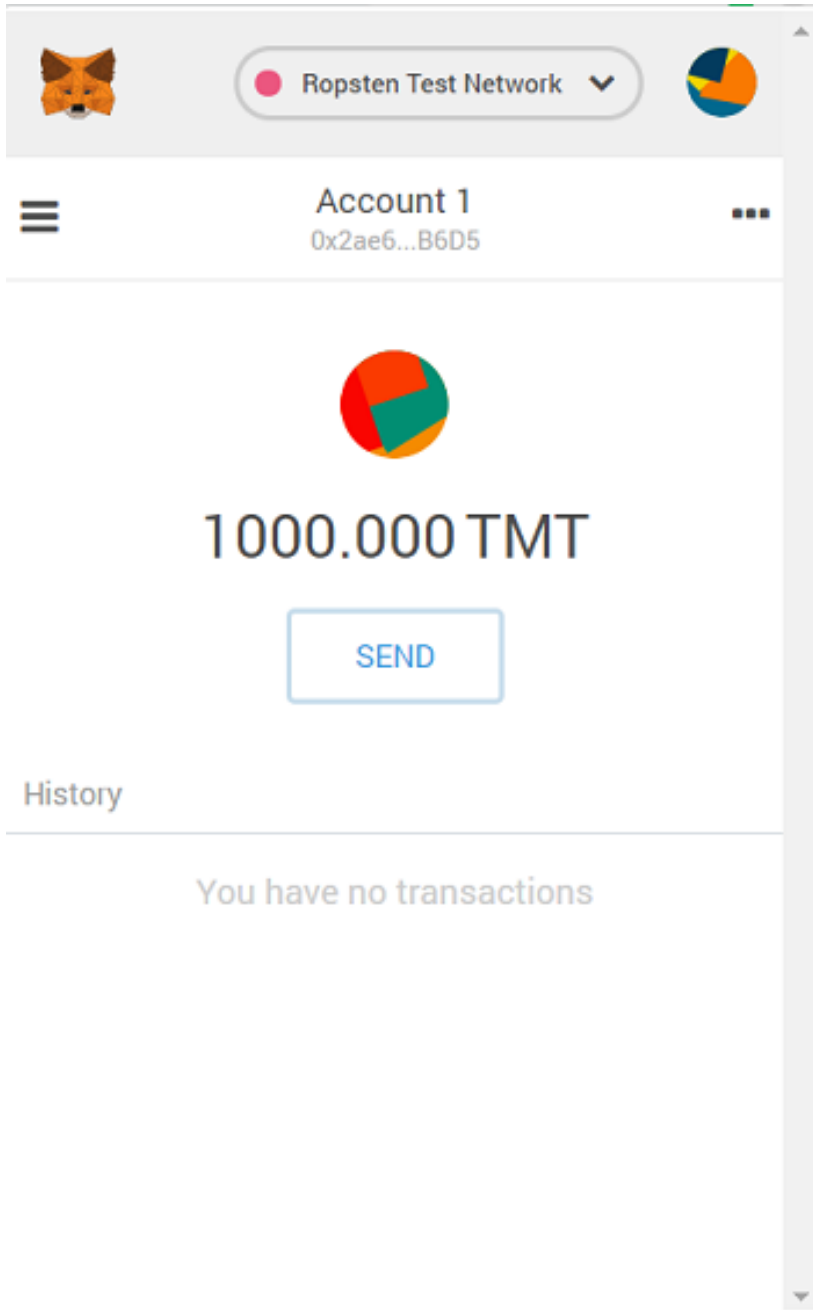 Ropsten Test Network
Account 1
0x2ae6...B6D5
1000.000 TMT
SEND
History
You have no transactions